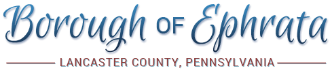 Borough OF Ephrata
LANCASTER COUNTY, PENNSYLVANIA